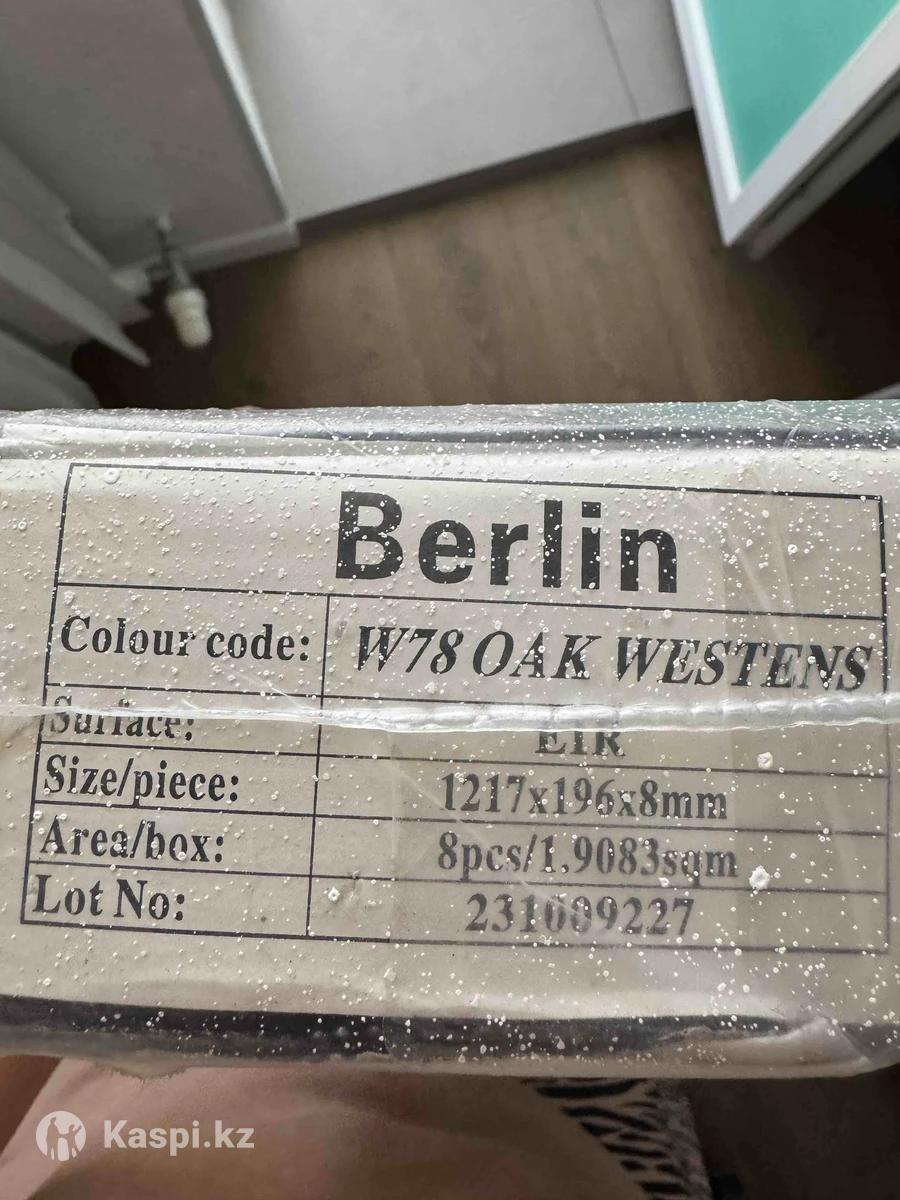 Berlin
Colour code: W78 OAK WESTENS
Surface: EIR
Size/piece: 1217x196x8mm
Area/box: 8pcs/1.9083sqm
Lot No: 231009227
Kaspi.kz